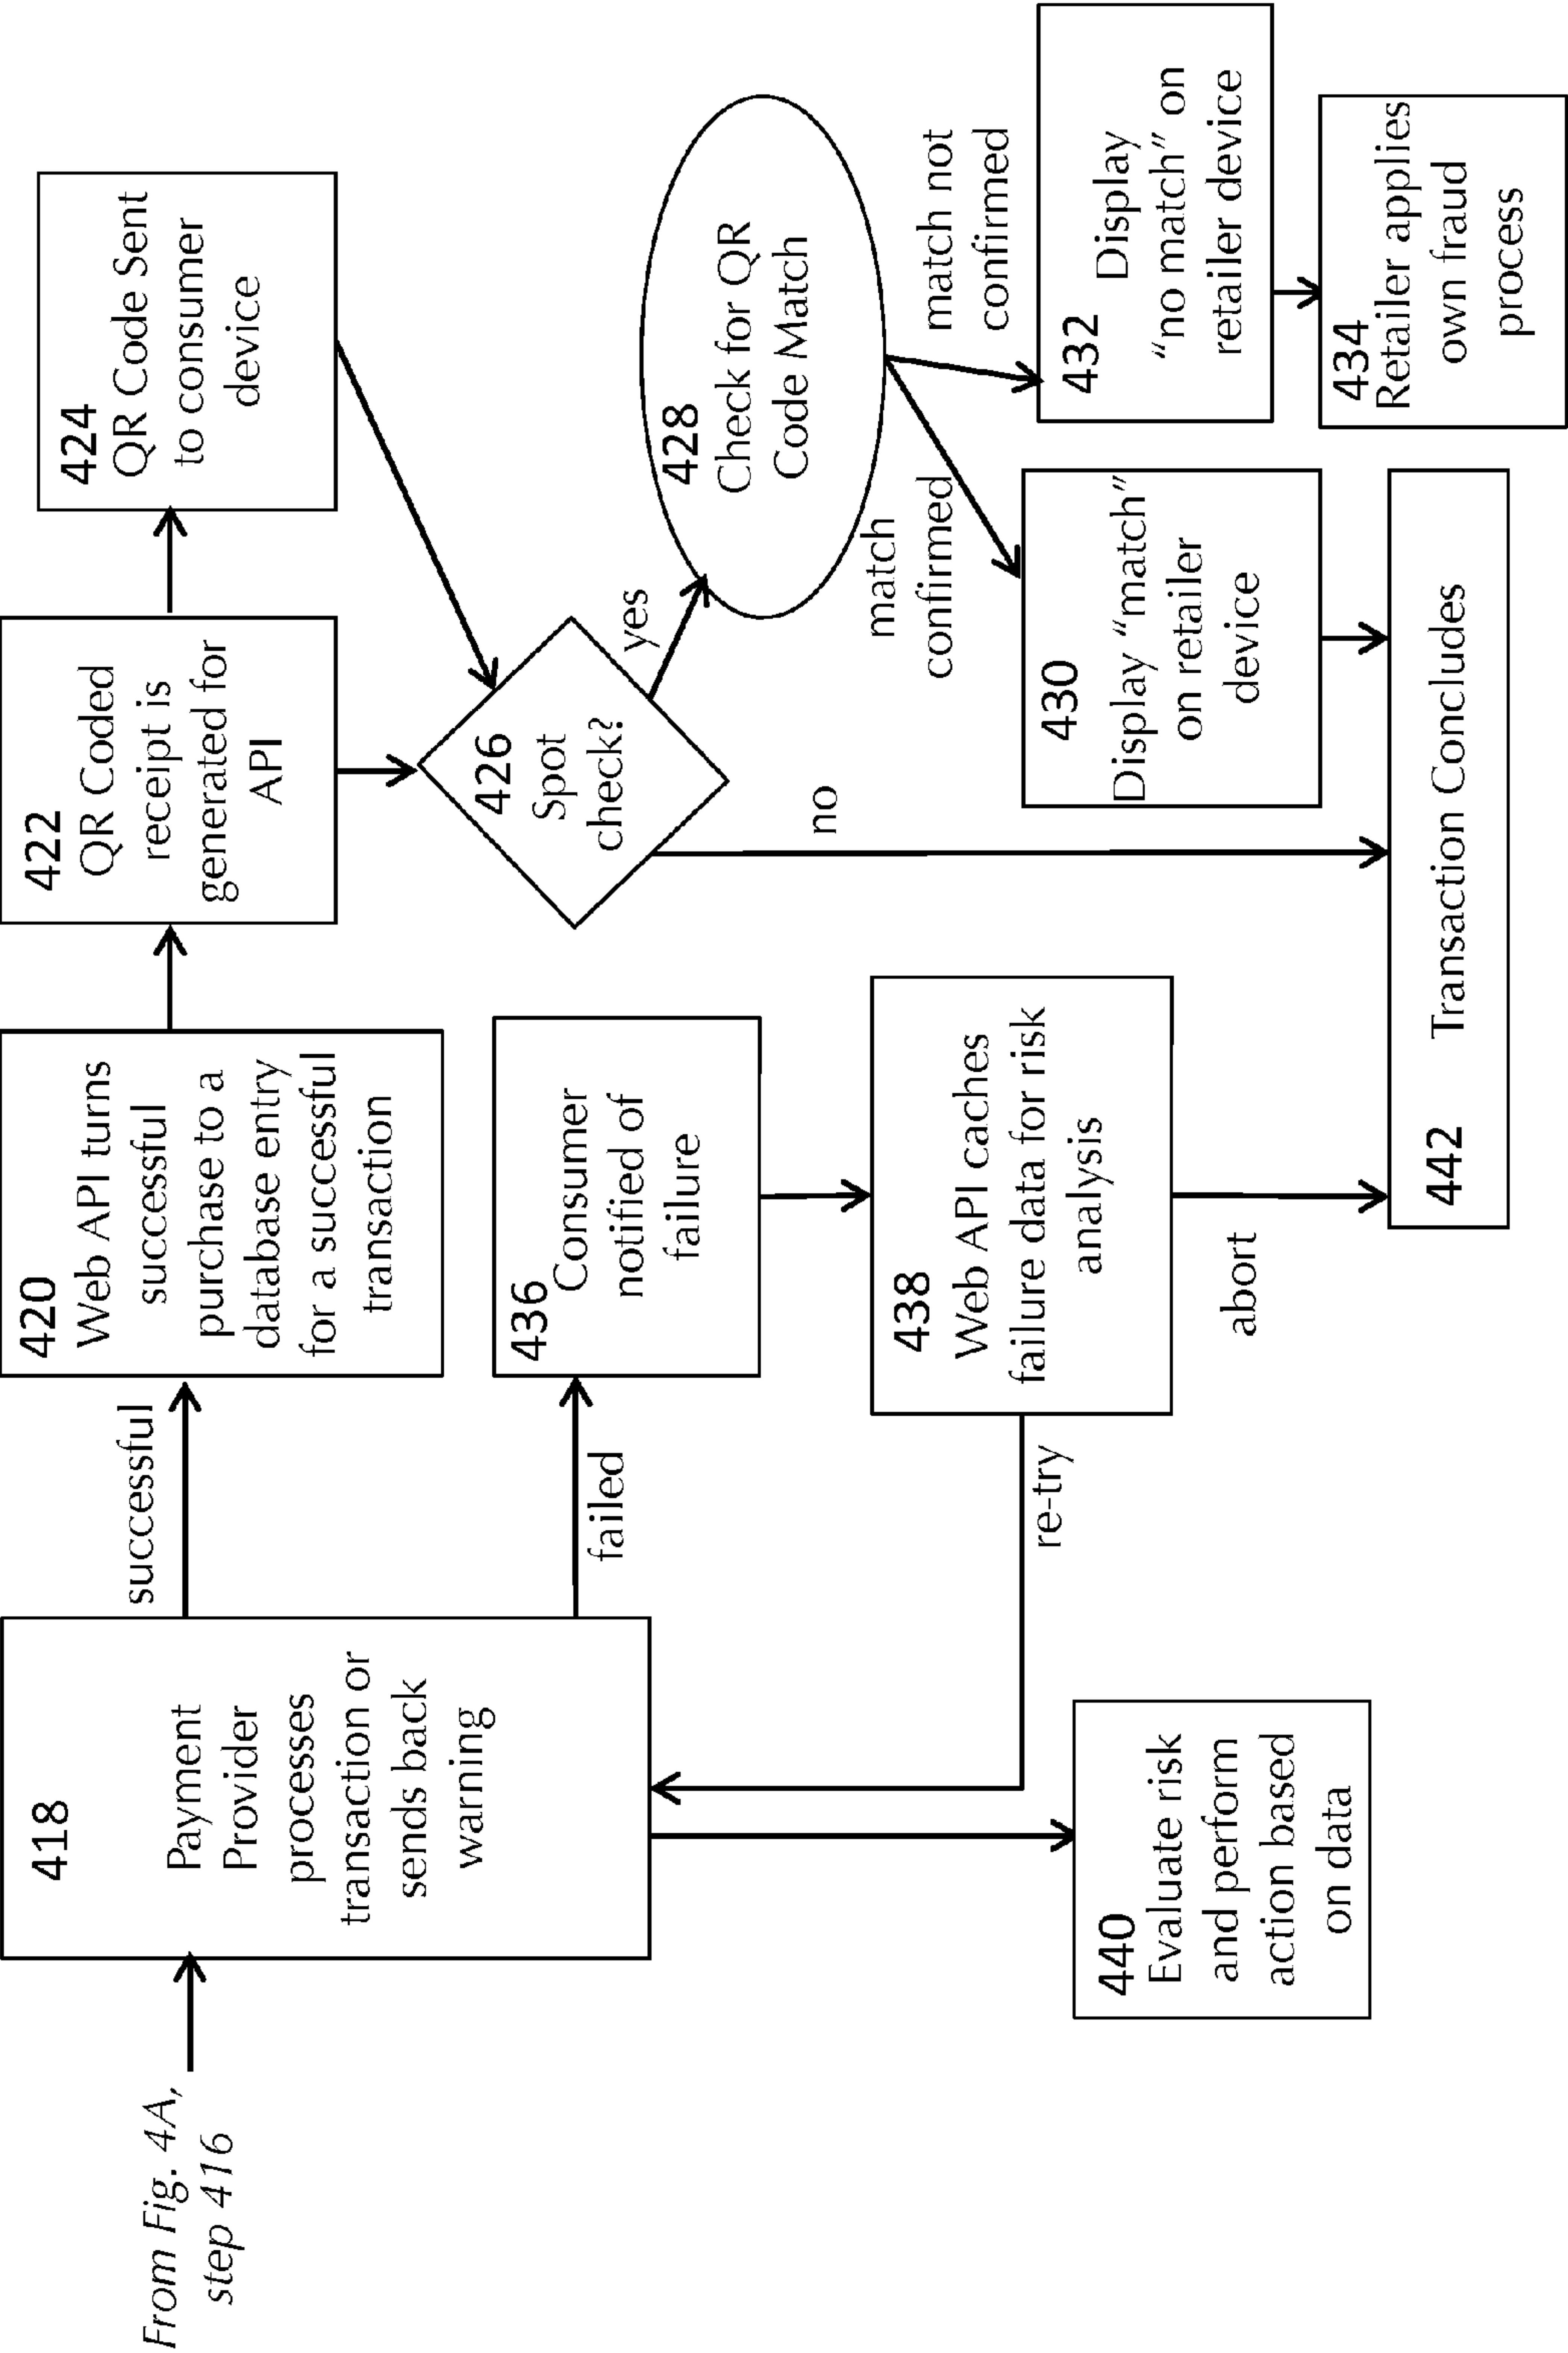 From Fig. 4A,
step 416
418
Payment
Provider
processes
transaction or
sends back
warning
successful
failed
420
Web API turns
successful
purchase to a
database entry
for a successful
transaction
422
QR Coded
receipt is
generated for
API
424
QR Code Sent
to consumer
device
426
Spot
check?
yes
no
428
Check for QR
Code Match
match
confirmed
match not
confirmed
430
Display “match”
on retailer
device
432
Display
“no match” on
retailer device
434
Retailer applies
own fraud
process
436
Consumer
notified of
failure
438
Web API caches
failure data for risk
analysis
re-try
abort
440
Evaluate risk
and perform
action based
on data
442
Transaction Concludes